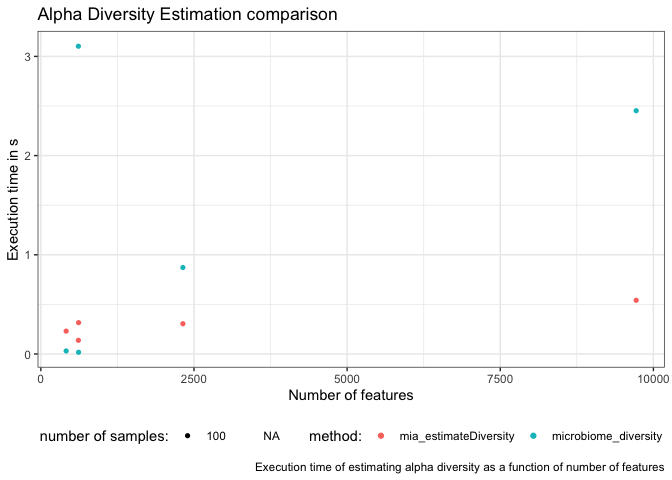 Alpha Diversity Estimation comparison
Execution time in s
3
2
1
0
0 2500 5000 7500 10000
Number of features
number of samples: 100 NA method: mia_estimateDiversity microbiome_diversity
Execution time of estimating alpha diversity as a function of number of features